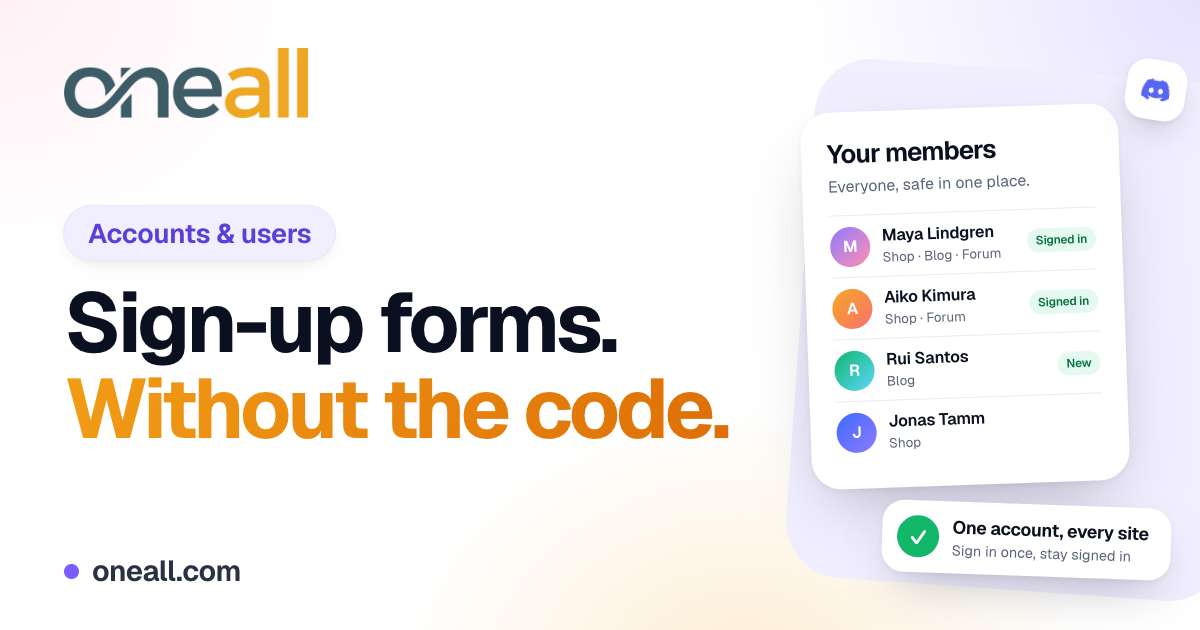 oneall
Accounts & users
Sign-up forms.
Without the code.
oneall.com
Your members
Everyone, safe in one place.
M
Maya Lindgren
Shop · Blog · Forum
Signed in
A
Aiko Kimura
Shop · Forum
Signed in
R
Rui Santos
Blog
New
J
Jonas Tamm
Shop
One account, every site
Sign in once, stay signed in